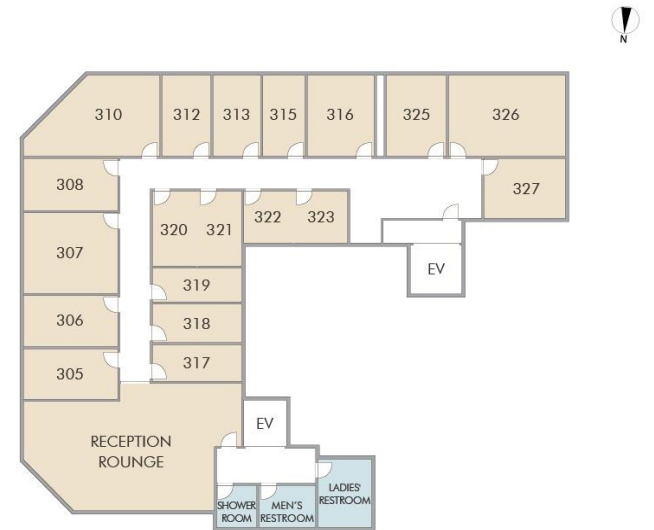 N
310 312 313 315 316 325 326
308
327
320 321 322 323
307
EV
319
306
318
317
305
EV
RECEPTION
ROUNGE
SHOWER
ROOM
MEN'S
RESTROOM
LADIES'
RESTROOM